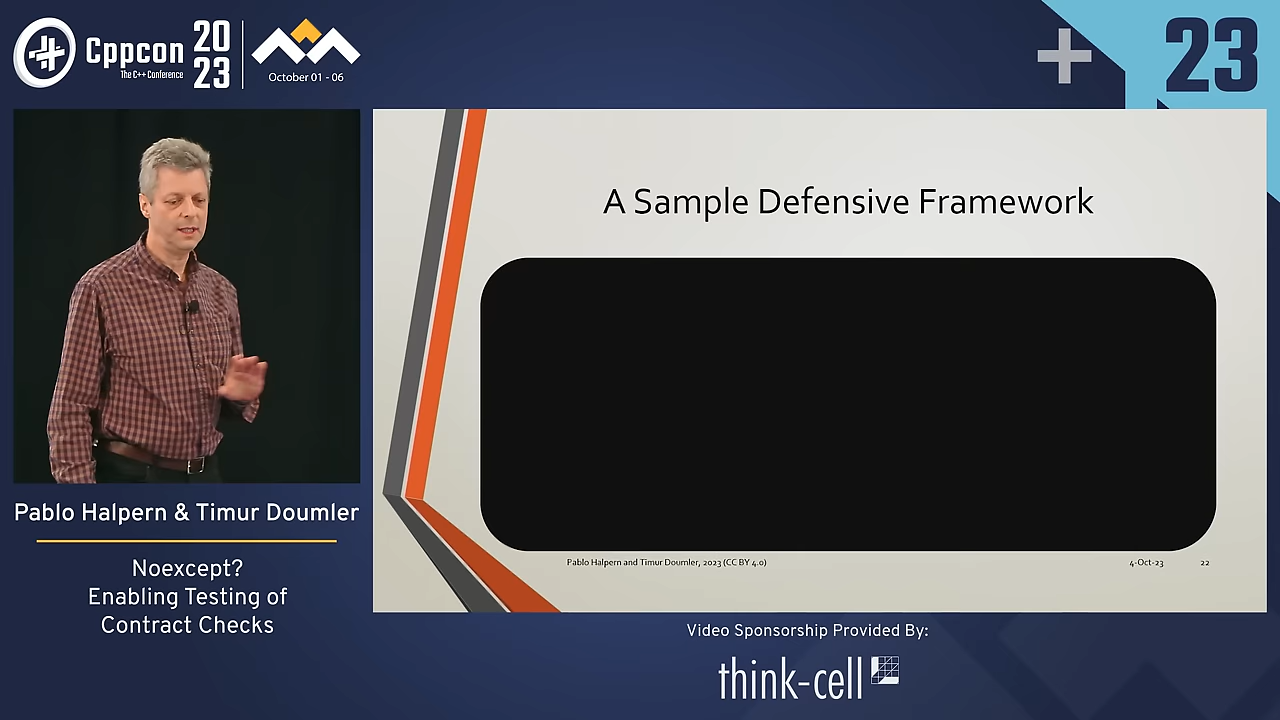 Cppcon
The C++ Conference
20
23
October 01 - 06
23
A Sample Defensive Framework
Pablo Halpern and Timur Doumler, 2023 (CC BY 4.0)
4-Oct-23
22
Pablo Halpern & Timur Doumler
Noexcept?
Enabling Testing of
Contract Checks
Video Sponsorship Provided By:
think-cell